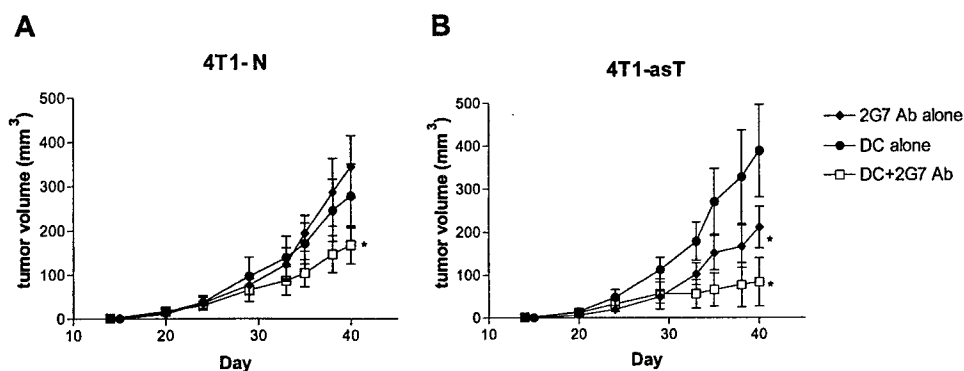 A
4T1- N
tumor volume (mm³)
500
400
300
200
100
0
10
20
30
40
Day
*
B
4T1-asT
tumor volume (mm³)
500
400
300
200
100
0
10
20
30
40
Day
*
*
2G7 Ab alone
DC alone
DC+2G7 Ab